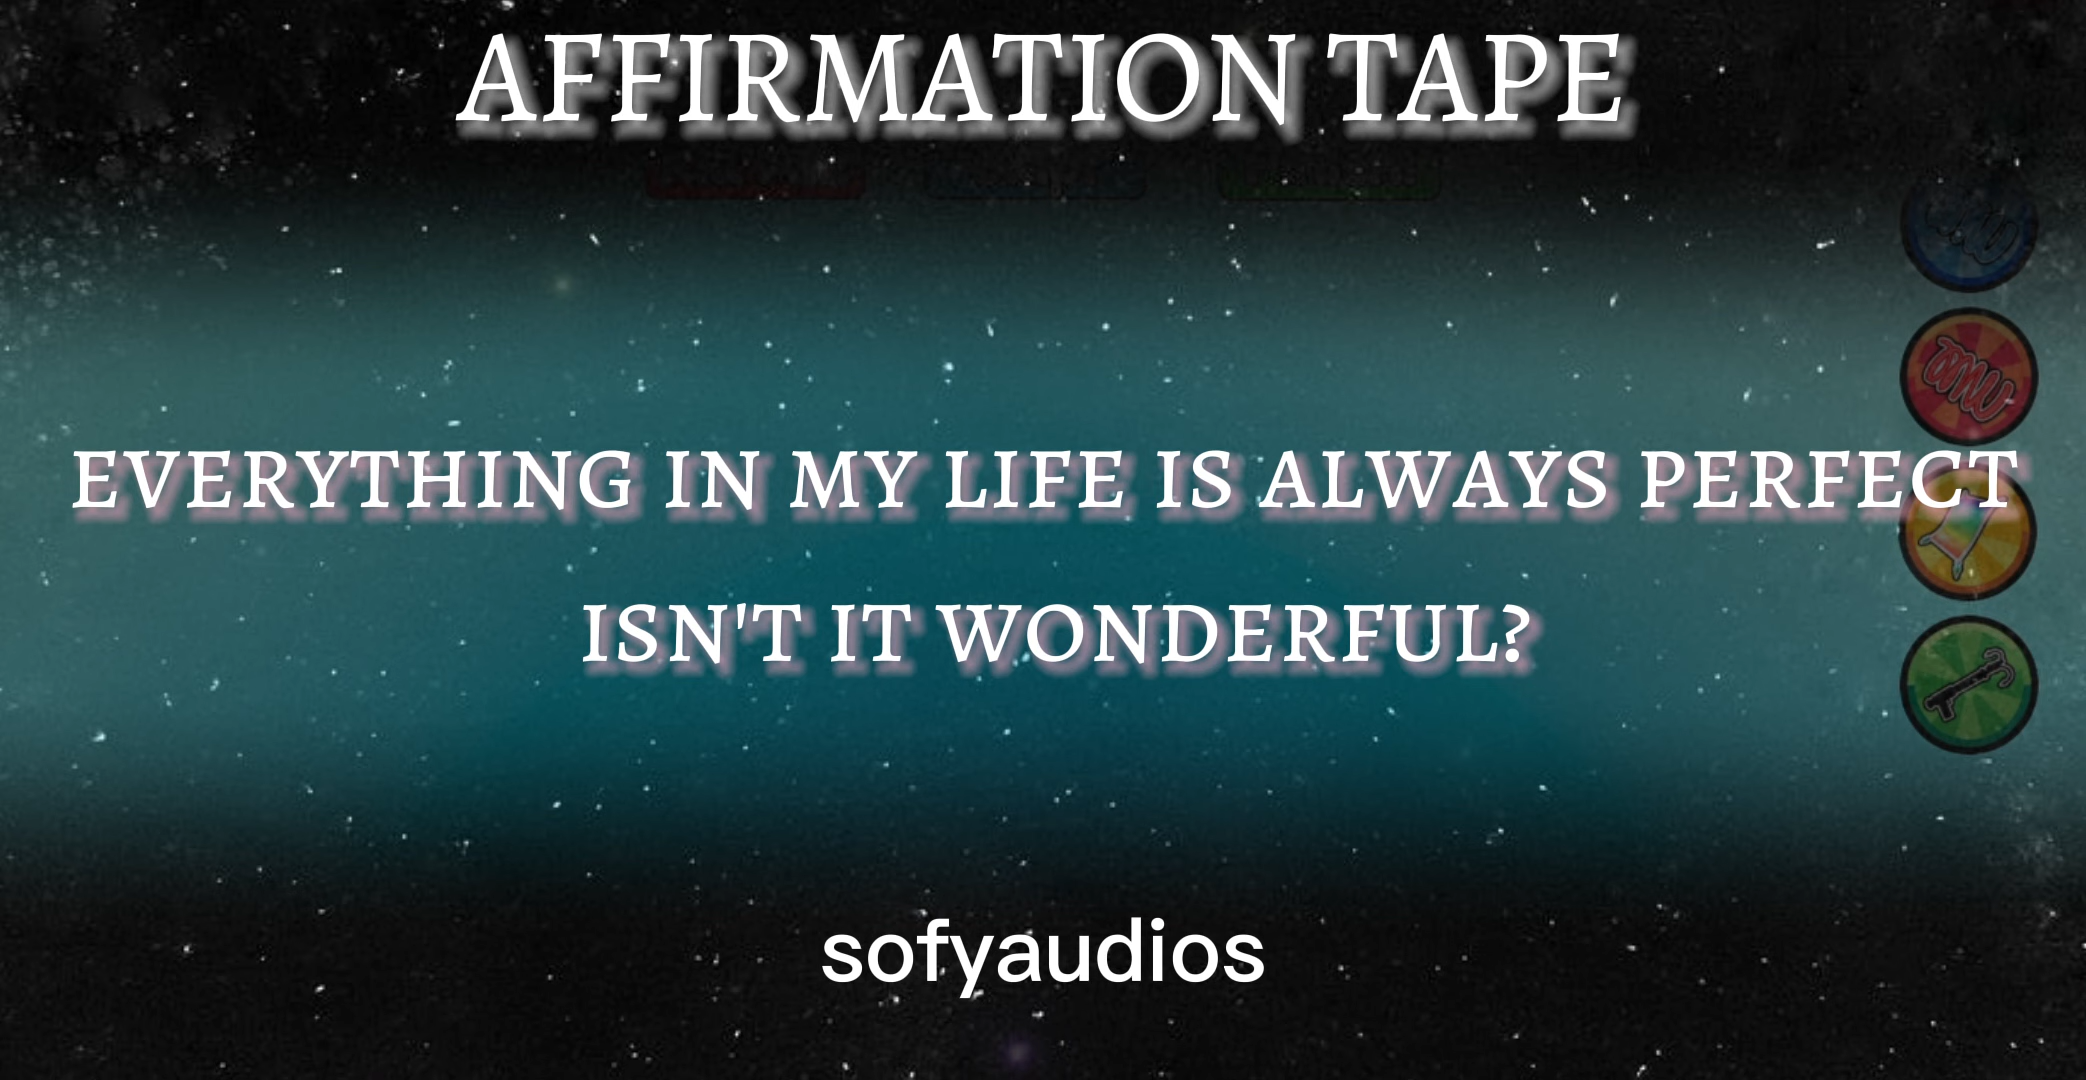 AFFIRMATION TAPE
EVERYTHING IN MY LIFE IS ALWAYS PERFECT
ISN'T IT WONDERFUL?
sofyaudios